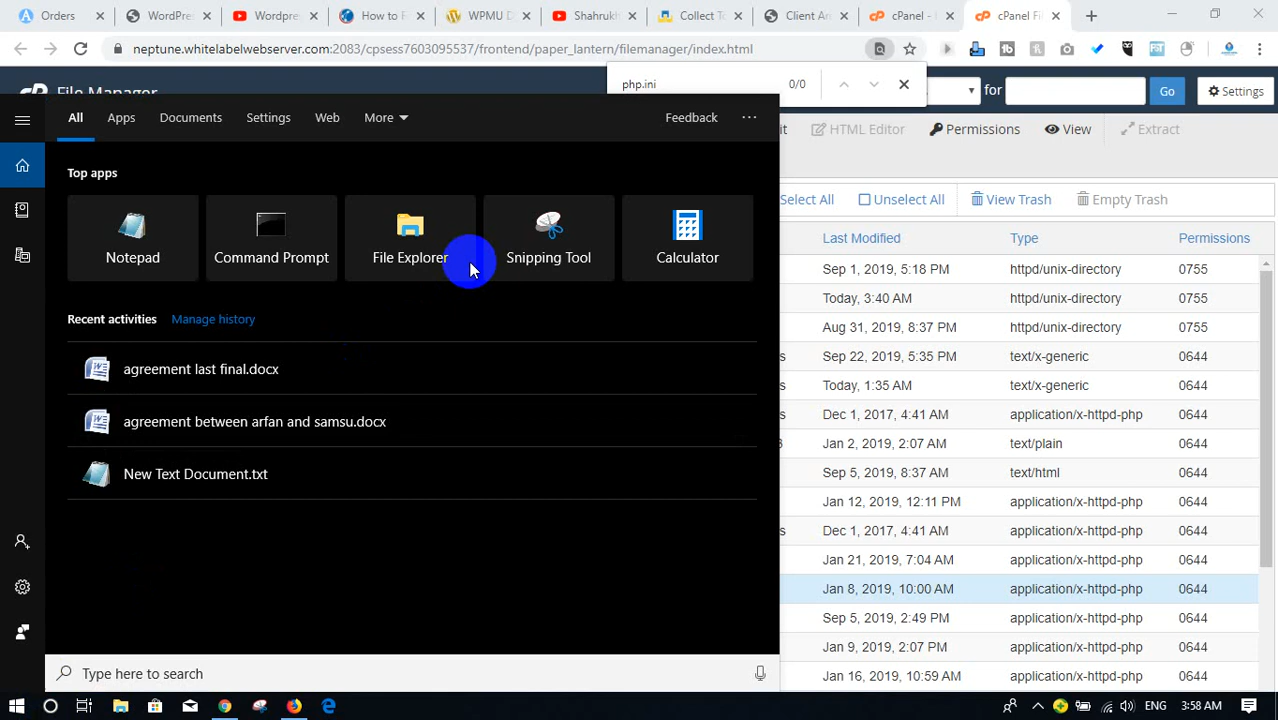 Orders
WordPre
Wordpre
How to F
WPMU D
Shahrukh
Collect T
Client Ar
cPanel -
cPanel Fi
neptune.whitelabelwebserver.com:2083/cpsess7603095537/frontend/paper_lantern/filemanager/index.html
php.ini 0/0
File Manager
for
Go
Settings
All Apps Documents Settings Web More Feedback
it HTML Editor Permissions View Extract
Top apps
Select All Unselect All View Trash Empty Trash
Notepad Command Prompt File Explorer Snipping Tool Calculator
Last Modified Type Permissions
Sep 1, 2019, 5:18 PM httpd/unix-directory 0755
Today, 3:40 AM httpd/unix-directory 0755
Aug 31, 2019, 8:37 PM httpd/unix-directory 0755
s Sep 22, 2019, 5:35 PM text/x-generic 0644
Today, 1:35 AM text/x-generic 0644
s Dec 1, 2017, 4:41 AM application/x-httpd-php 0644
3 Jan 2, 2019, 2:07 AM text/plain 0644
Sep 5, 2019, 8:37 AM text/html 0644
Jan 12, 2019, 12:11 PM application/x-httpd-php 0644
s Dec 1, 2017, 4:41 AM application/x-httpd-php 0644
Jan 21, 2019, 7:04 AM application/x-httpd-php 0644
Jan 8, 2019, 10:00 AM application/x-httpd-php 0644
Sep 5, 2019, 2:49 PM application/x-httpd-php 0644
Jan 9, 2019, 2:07 PM application/x-httpd-php 0644
Jan 16, 2019, 10:59 AM application/x-httpd-php 0644
Recent activities Manage history
agreement last final.docx
agreement between arfan and samsu.docx
New Text Document.txt
Type here to search
ENG 3:58 AM